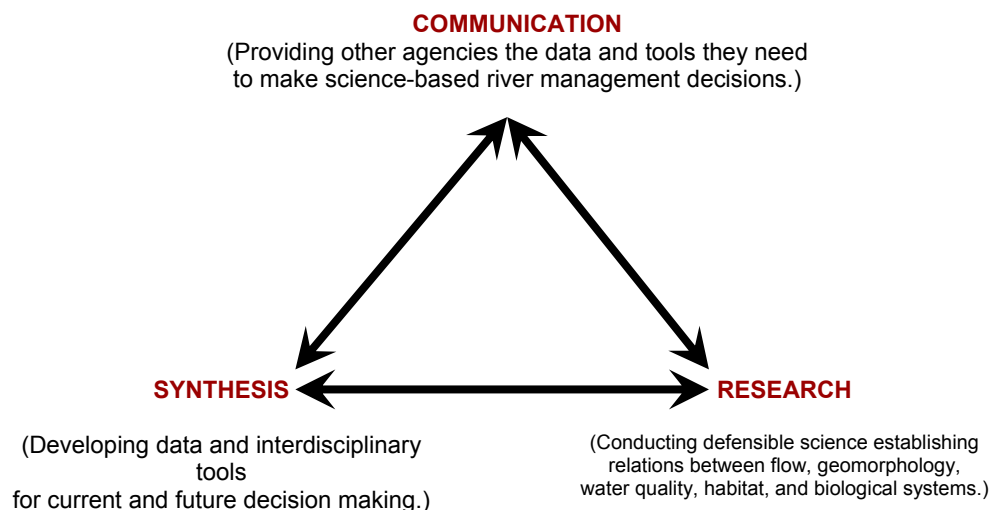 COMMUNICATION
(Providing other agencies the data and tools they need
to make science-based river management decisions.)
SYNTHESIS
RESEARCH
(Developing data and interdisciplinary
tools
for current and future decision making.)
(Conducting defensible science establishing
relations between flow, geomorphology,
water quality, habitat, and biological systems.)